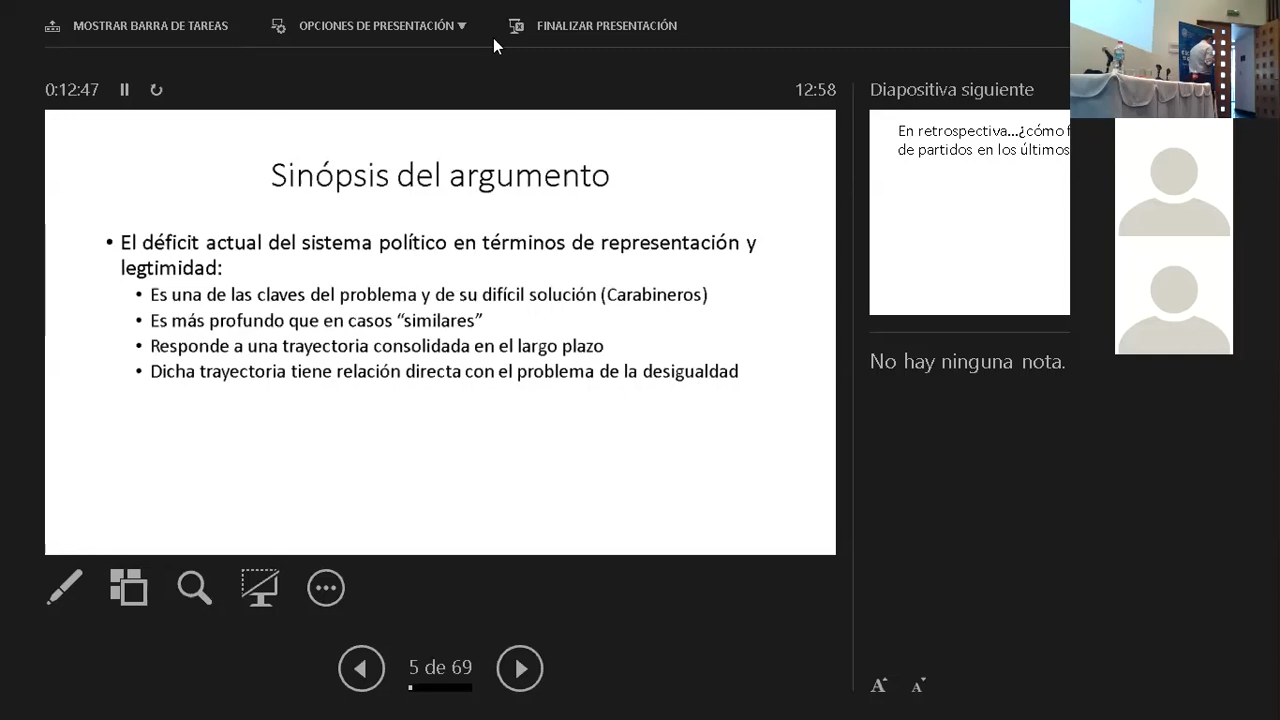 MOSTRAR BARRA DE TAREAS
OPCIONES DE PRESENTACIÓN
FINALIZAR PRESENTACIÓN
0:12:47
12:58
Sinópsis del argumento
• El déficit actual del sistema político en términos de representación y
legtimidad:
• Es una de las claves del problema y de su difícil solución (Carabineros)
• Es más profundo que en casos “similares”
• Responde a una trayectoria consolidada en el largo plazo
• Dicha trayectoria tiene relación directa con el problema de la desigualdad
5 de 69
Diapositiva siguiente
En retrospectiva...¿cómo
de partidos en los últimos
No hay ninguna nota.
A A